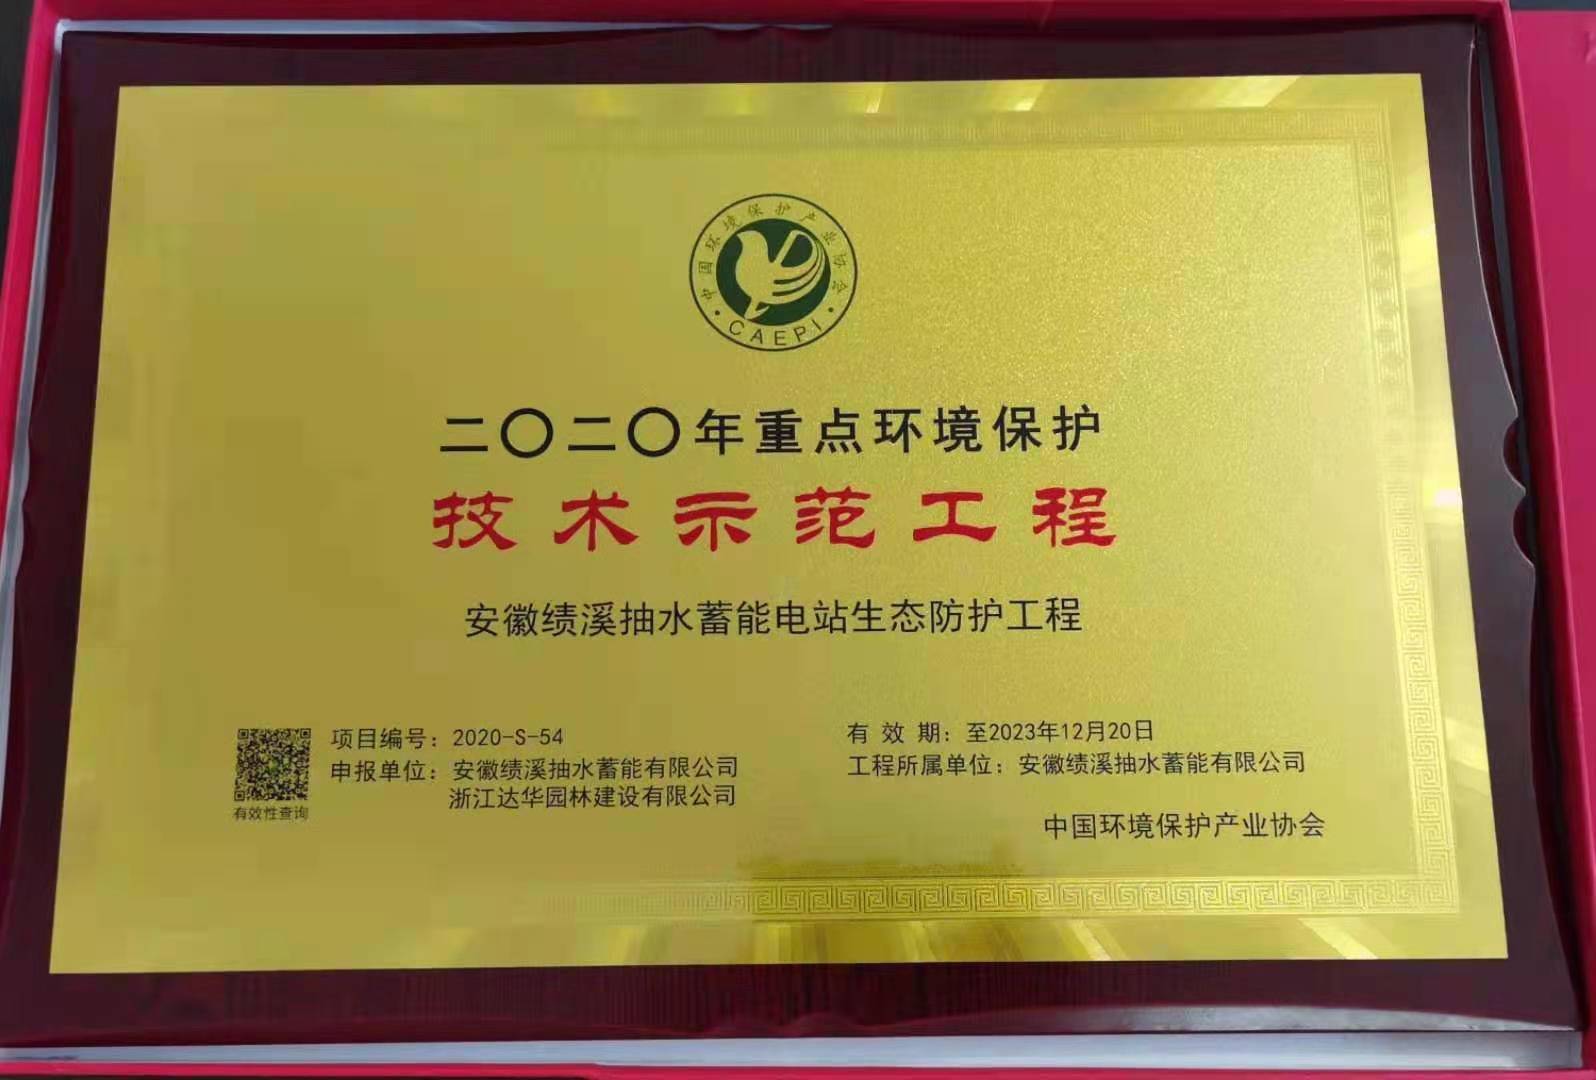 中国环境保护产业协会
CAEPI
二〇二〇年重点环境保护
技术示范工程
安徽绩溪抽水蓄能电站生态防护工程
项目编号：2020-S-54
申报单位：安徽绩溪抽水蓄能有限公司
浙江达华园林建设有限公司
有效性查询
有 效 期：至2023年12月20日
工程所属单位：安徽绩溪抽水蓄能有限公司
中国环境保护产业协会